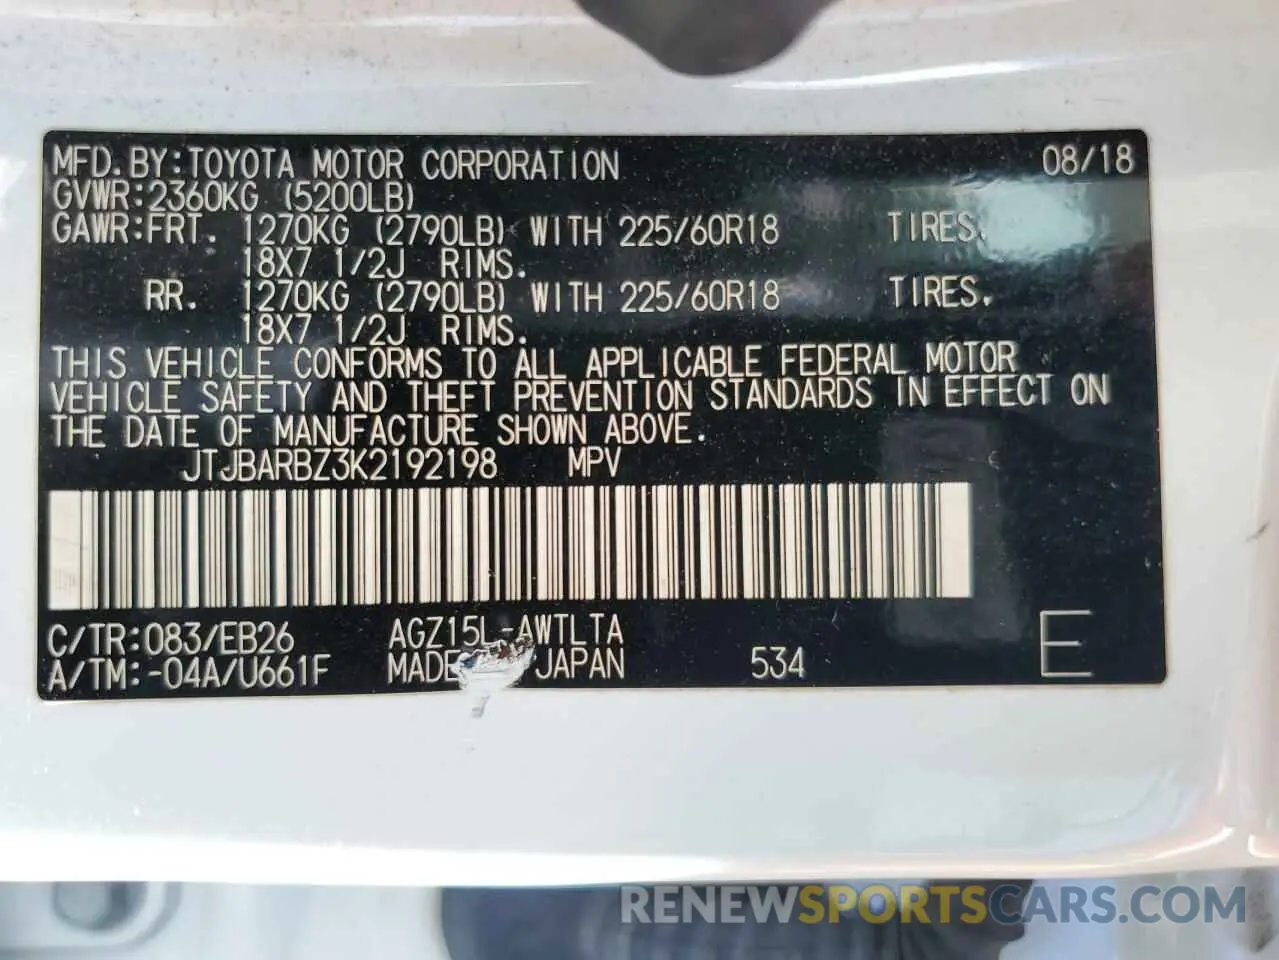 MFD.BY:TOYOTA MOTOR CORPORATION 08/18
GVWR:2360KG (5200LB)
GAWR:FRT. 1270KG (2790LB) WITH 225/60R18 TIRES,
18X7 1/2J RIMS.
RR. 1270KG (2790LB) WITH 225/60R18 TIRES,
18X7 1/2J RIMS.
THIS VEHICLE CONFORMS TO ALL APPLICABLE FEDERAL MOTOR
VEHICLE SAFETY AND THEFT PREVENTION STANDARDS IN EFFECT ON
THE DATE OF MANUFACTURE SHOWN ABOVE.
JTJBARBZ3K2192198 MPV
C/TR:083/EB26 AGZ15L-AWTLTA
A/TM:-04A/U661F MADE JAPAN 534 E
RENEWSPORTSCARS.COM